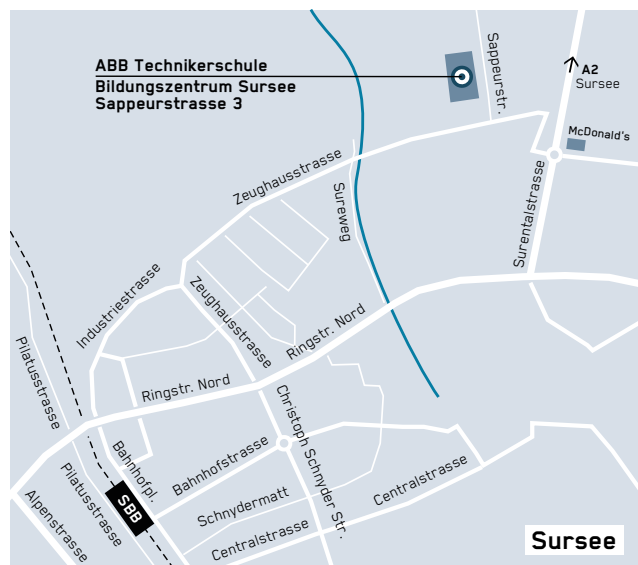 ABB Technikerschule
Bildungszentrum Sursee
Sappeurstrasse 3
Sappeurstr.
A2
Sursee
McDonald's
Zeughausstrasse
Sureweg
Surentalstrasse
Industriestrasse
Zeughausstrasse
Ringstr. Nord
Pilatusstrasse
Ringstr. Nord
Christoph Schnyder Str.
Bahnhofstrasse
Bahnhofpl.
Pilatusstrasse
SBB
Alpenstrasse
Schnydermatt
Centralstrasse
Centralstrasse
Sursee